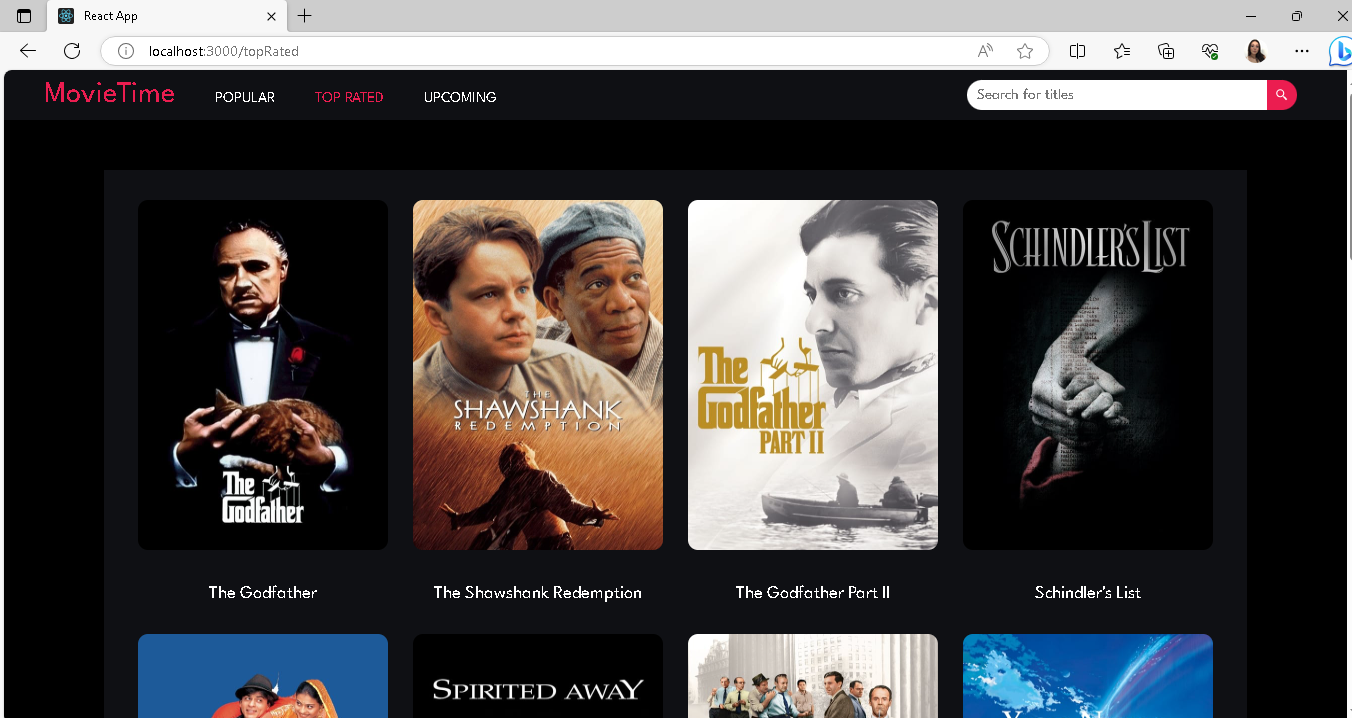 React App
localhost:3000/topRated
MovieTime POPULAR TOP RATED UPCOMING Search for titles
SCHINDLER'S LIST
The
Godfather
PART II
THE
SHAWSHANK
REDEMPTION
The
Godfather
The Godfather The Shawshank Redemption The Godfather Part II Schindler's List
SPIRITED AWAY